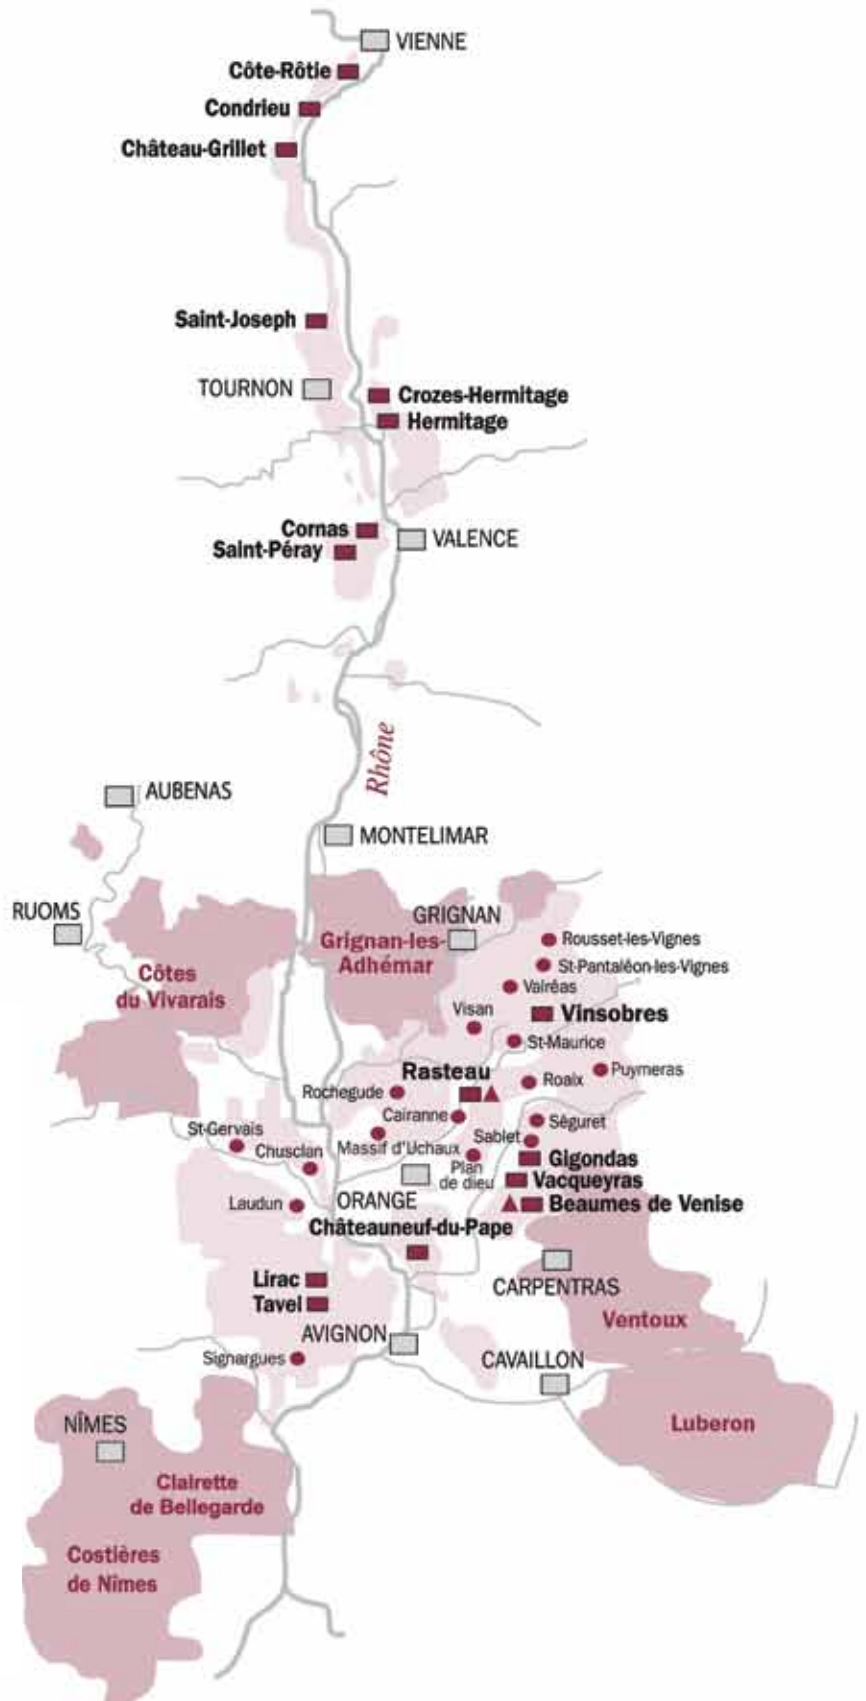 VIENNE
Côte-Rôtie
Condrieu
Château-Grillet
Saint-Joseph
TOURNON
Crozes-Hermitage
Hermitage
Cornas
VALENCE
Saint-Péray
Rhône
AUBENAS
MONTELIMAR
RUOMS
GRIGNAN
Grignan-les-
Adhémar
Rousset-les-Vignes
St-Pantaléon-les-Vignes
Côtes
du Vivarais
Valréas
Visan
Vinsobres
St-Maurice
Rasteau
Puymeras
Roaix
Rochegude
Cairanne
Séguret
St-Gervais
Massif d'Uchaux
Sablet
Chusclan
Plan
de dieu
Gigondas
Vacqueyras
ORANGE
Laudun
Beaumes de Venise
Châteauneuf-du-Pape
Lirac
CARPENTRAS
Tavel
Ventoux
AVIGNON
Signargues
CAVAILLON
NÎMES
Luberon
Clairette
de Bellegarde
Costières
de Nîmes